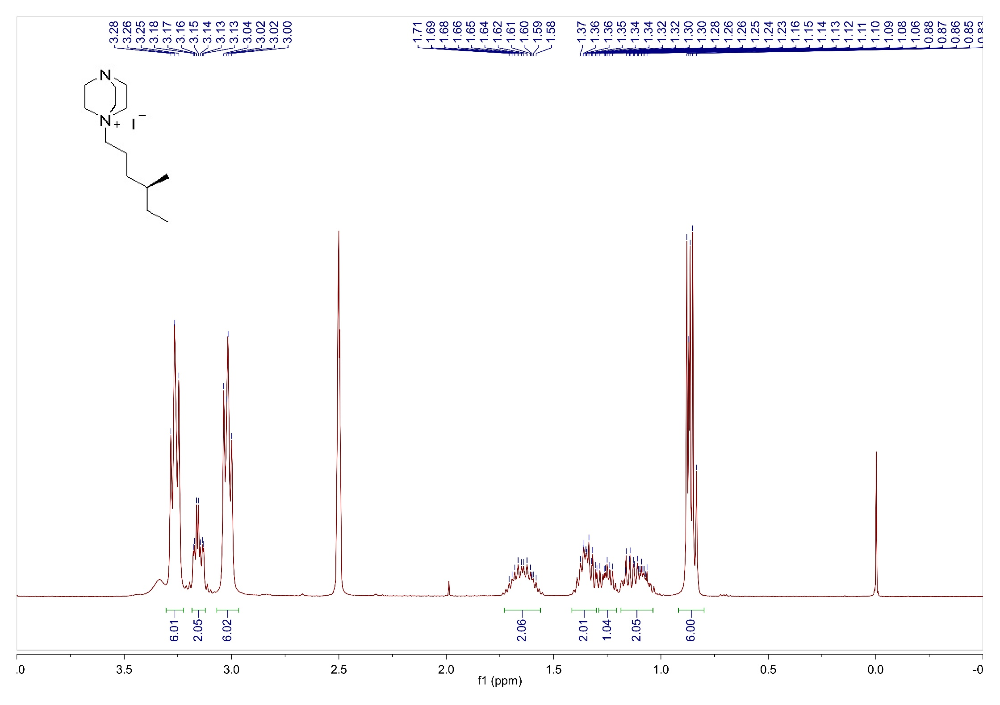 3.28 3.26 3.25 3.18 3.17 3.16 3.15 3.14 3.13 3.13 3.04 3.02 3.02 3.00 1.71 1.69 1.68 1.66 1.65 1.64 1.62 1.61 1.60 1.59 1.58 1.37 1.36 1.36 1.35 1.34 1.34 1.32 1.32 1.30 1.30 1.28 1.26 1.26 1.25 1.24 1.23 1.16 1.15 1.14 1.13 1.12 1.11 1.10 1.09 1.08 1.06 0.88 0.87 0.86 0.85 0.83
N
N + I −
6.01 2.05 6.02 2.06 2.01 1.04 2.05 6.00
.0 3.5 3.0 2.5 2.0 1.5 1.0 0.5 0.0 -0
f1 (ppm)